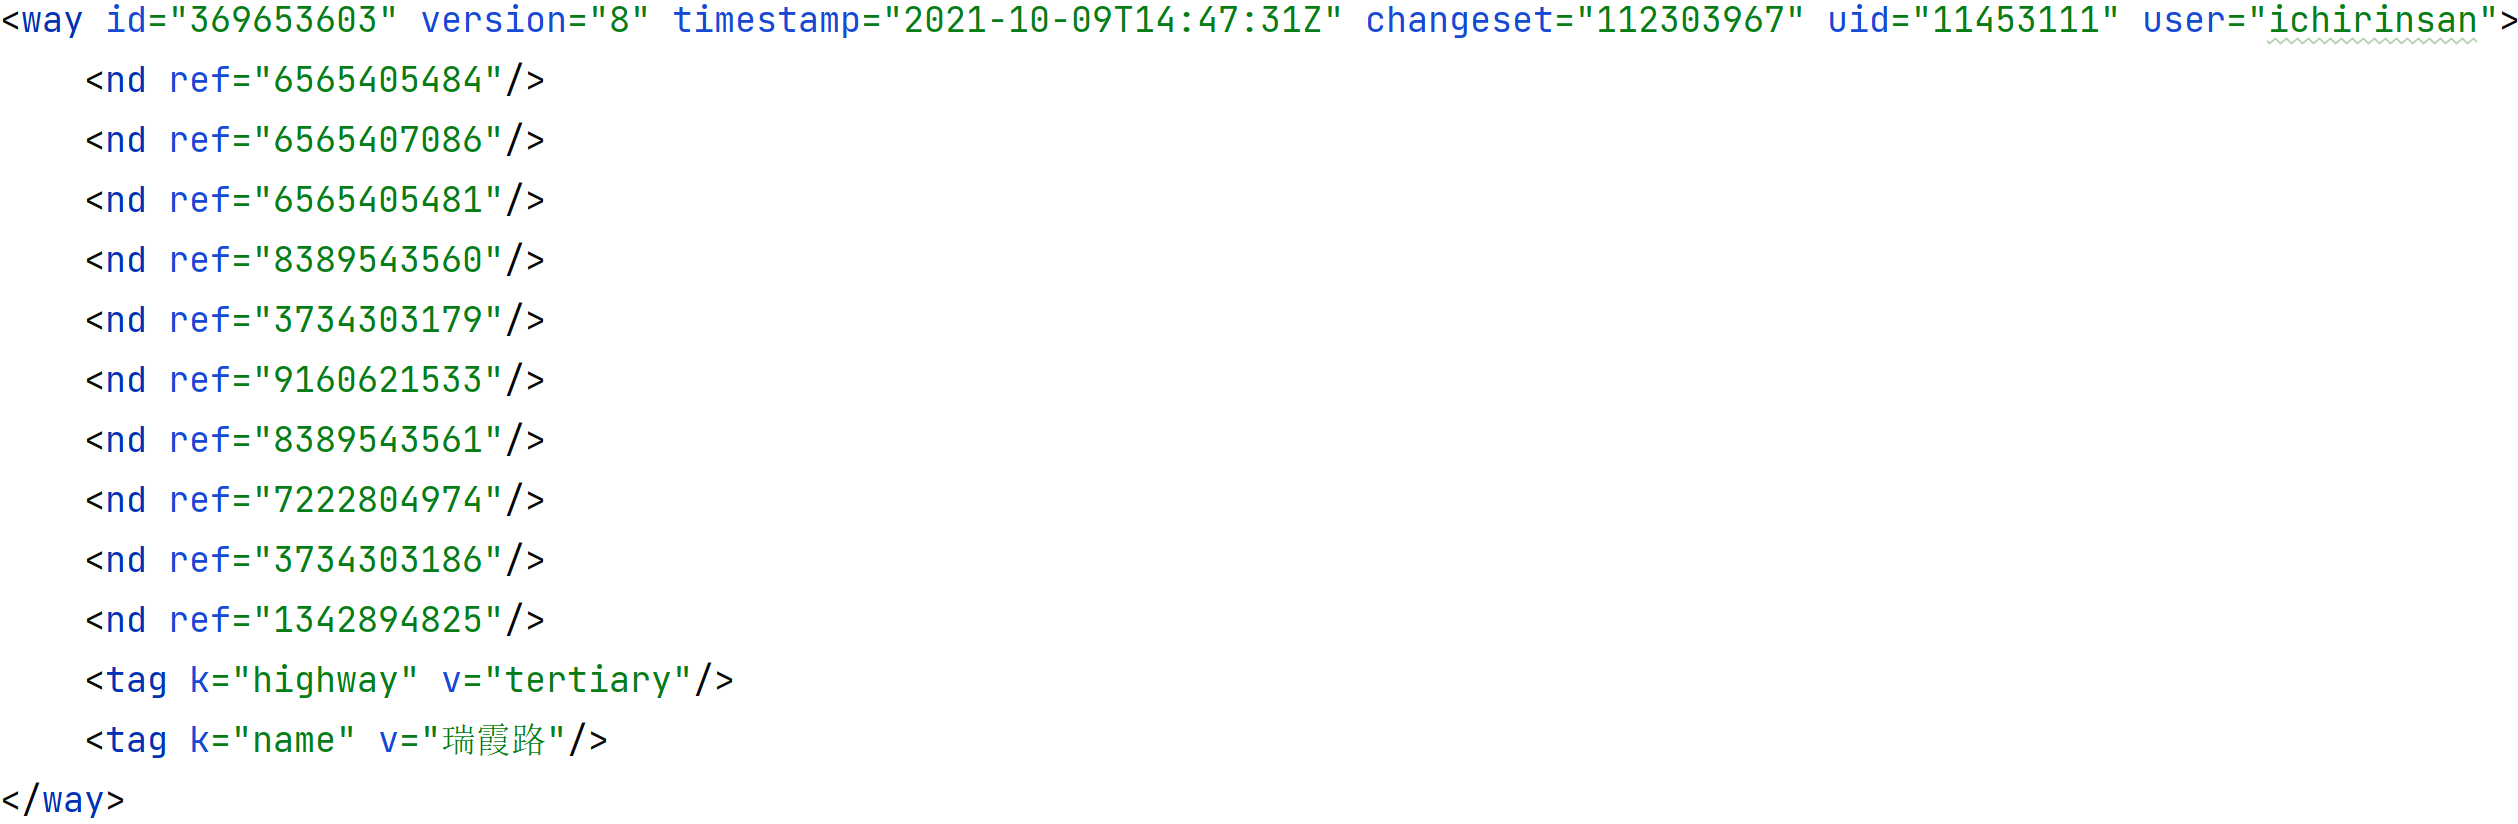 <way id="369653603" version="8" timestamp="2021-10-09T14:47:31Z" changeset="112303967" uid="11453111" user="ichirinsan">
<nd ref="6565405484"/>
<nd ref="6565407086"/>
<nd ref="6565405481"/>
<nd ref="8389543560"/>
<nd ref="3734303179"/>
<nd ref="9160621533"/>
<nd ref="8389543561"/>
<nd ref="7222804974"/>
<nd ref="3734303186"/>
<nd ref="1342894825"/>
<tag k="highway" v="tertiary"/>
<tag k="name" v="瑞霞路"/>
</way>